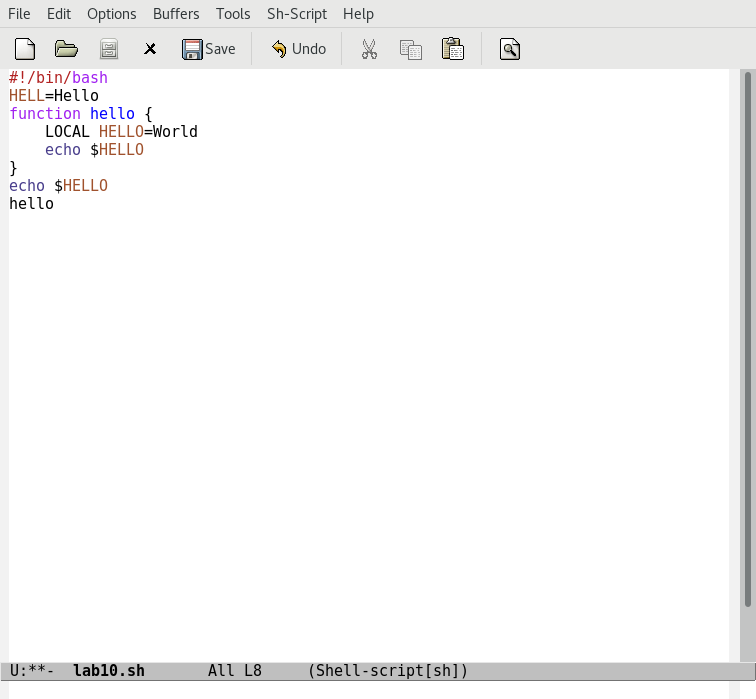 File Edit Options Buffers Tools Sh-Script Help
Save Undo
#!/bin/bash
HELL=Hello
function hello {
    LOCAL HELLO=World
    echo $HELLO
}
echo $HELLO
hello
U:**-  lab10.sh       All L8     (Shell-script[sh])